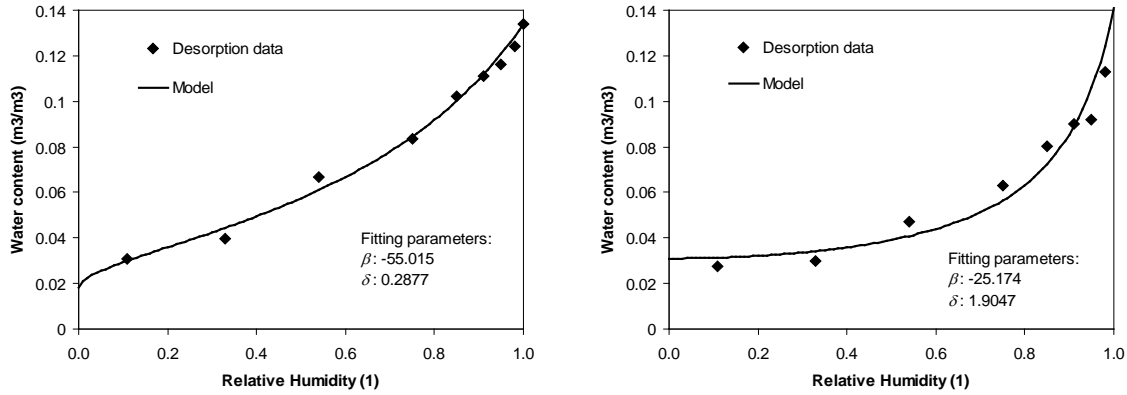 0.14
0.12
0.1
0.08
0.06
0.04
0.02
0
Water content (m3/m3)
Desorption data
Model
Fitting parameters:
β: -55.015
δ: 0.2877
0.0 0.2 0.4 0.6 0.8 1.0
Relative Humidity (1)
0.14
0.12
0.1
0.08
0.06
0.04
0.02
0
Water content (m3/m3)
Desorption data
Model
Fitting parameters:
β: -25.174
δ: 1.9047
0.0 0.2 0.4 0.6 0.8 1.0
Relative Humidity (1)